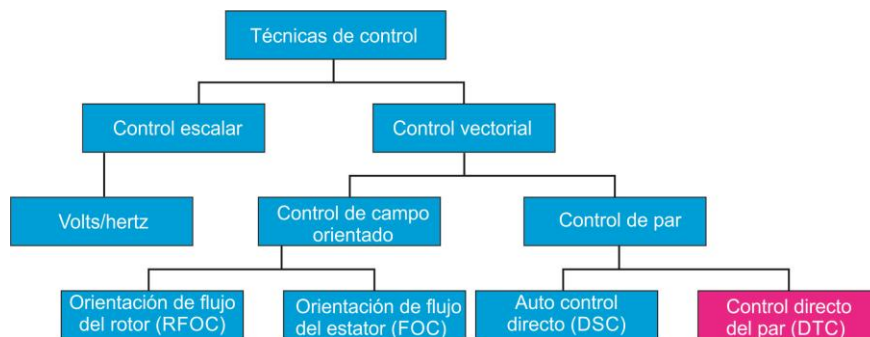 Técnicas de control
Control escalar
Control vectorial
Volts/hertz
Control de campo
orientado
Control de par
Orientación de flujo
del rotor (RFOC)
Orientación de flujo
del estator (FOC)
Auto control
directo (DSC)
Control directo
del par (DTC)